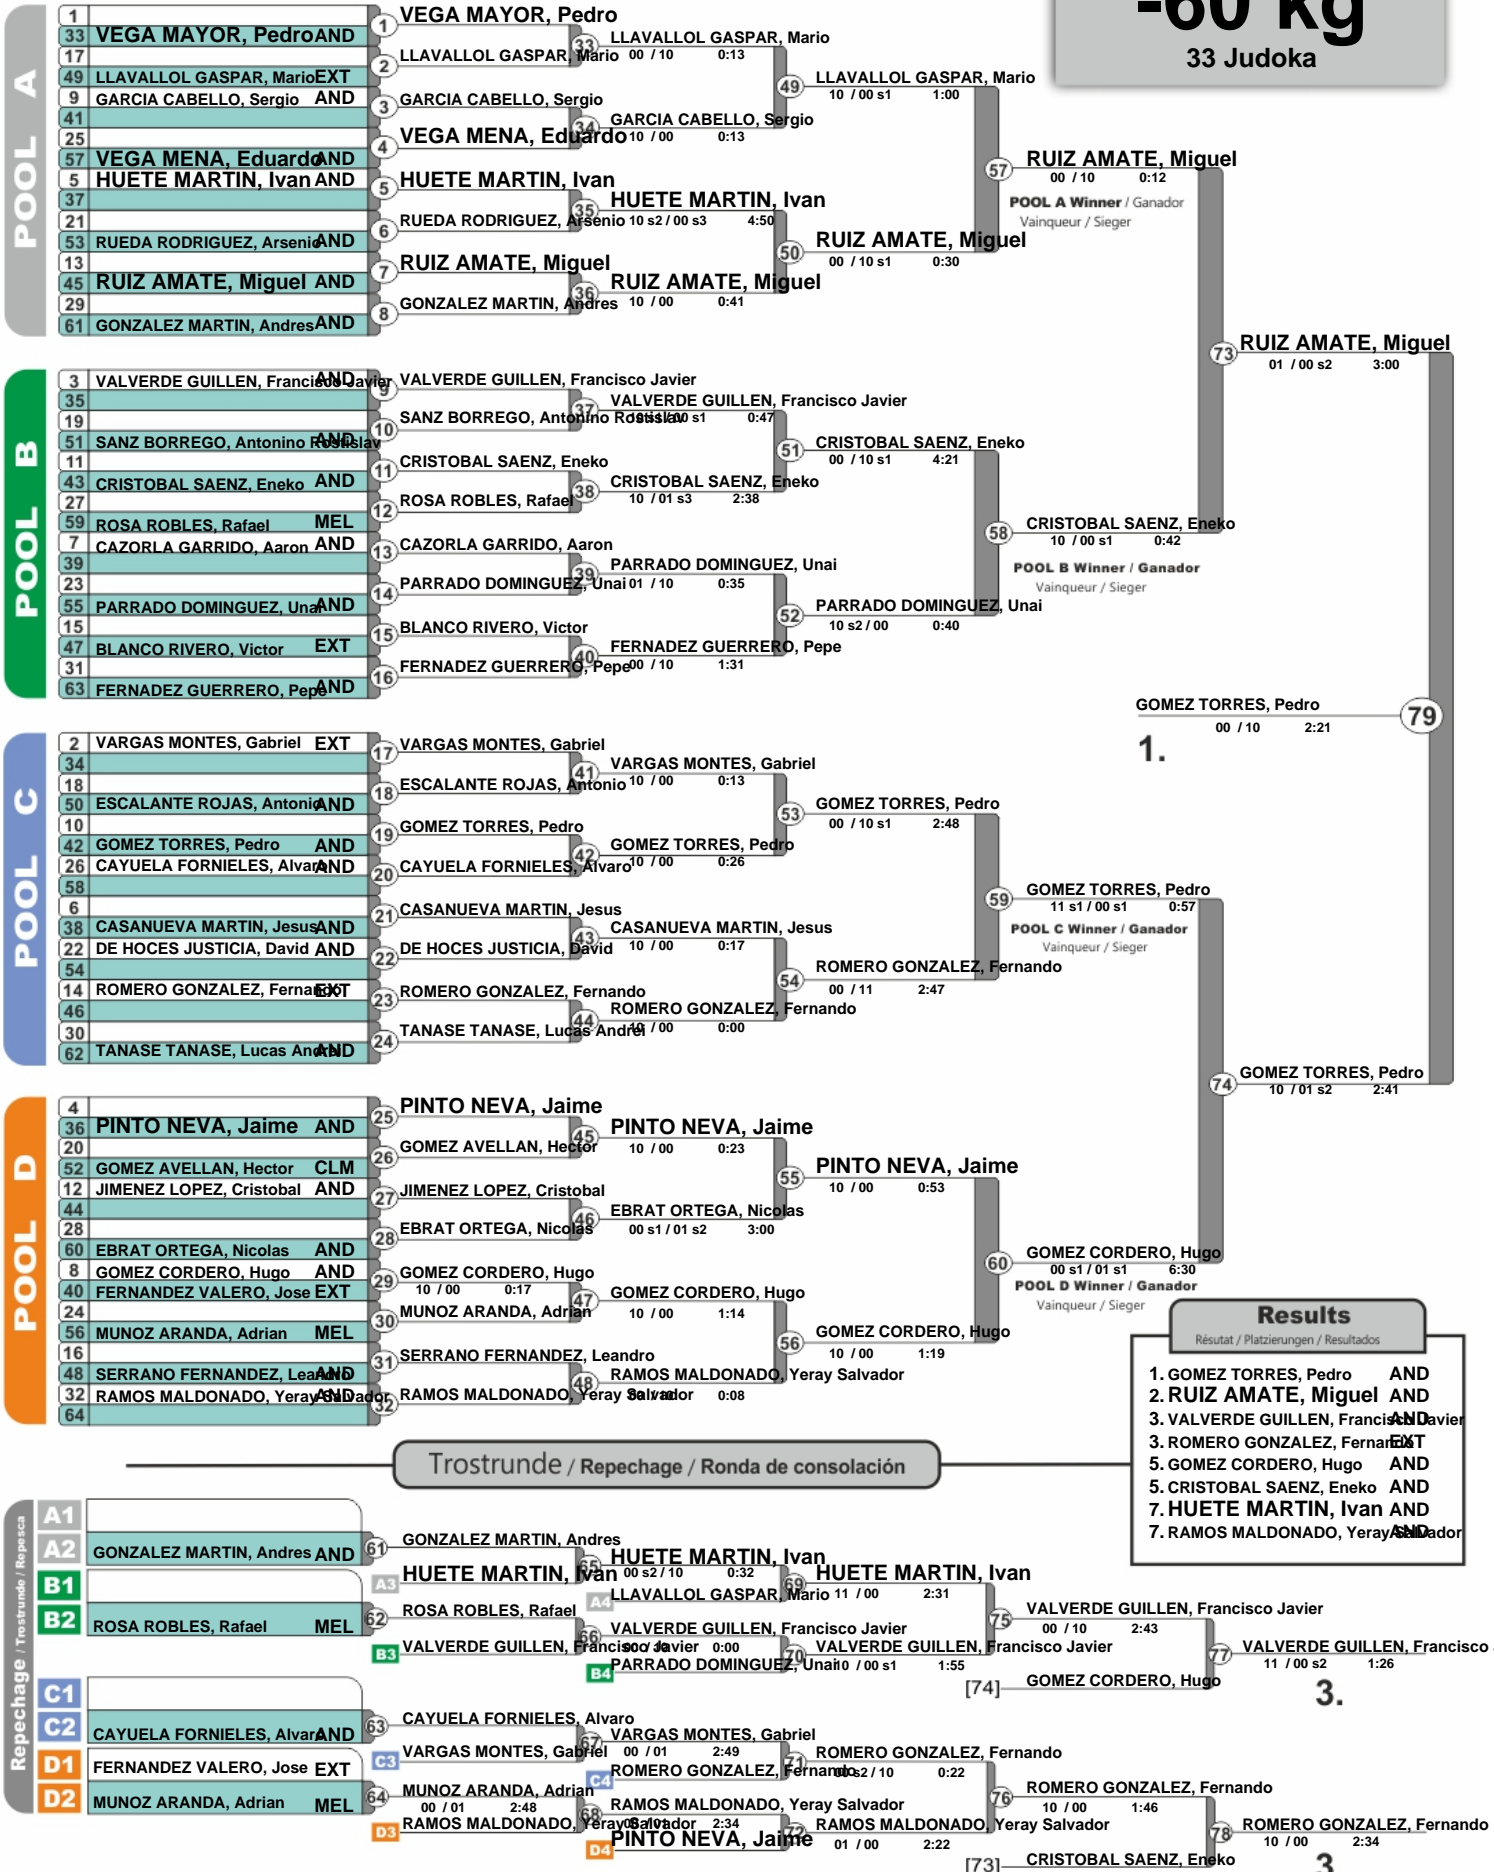 -60 kg
33 Judoka
POOL A
1
33 VEGA MAYOR, Pedro AND
17
49 LLAVALLOL GASPAR, Mario EXT
9 GARCIA CABELLO, Sergio AND
41
25
57 VEGA MENA, Eduardo AND
5 HUETE MARTIN, Ivan AND
37
21
53 RUEDA RODRIGUEZ, Arsenio AND
13
45 RUIZ AMATE, Miguel AND
29
61 GONZALEZ MARTIN, Andres AND
1 VEGA MAYOR, Pedro
2 LLAVALLOL GASPAR, Mario
3 GARCIA CABELLO, Sergio
4 VEGA MENA, Eduardo
5 HUETE MARTIN, Ivan
6 RUEDA RODRIGUEZ, Arsenio
7 RUIZ AMATE, Miguel
8 GONZALEZ MARTIN, Andres
33 LLAVALLOL GASPAR, Mario
00 / 10 0:13
34 GARCIA CABELLO, Sergio
10 / 00 0:13
35 HUETE MARTIN, Ivan
10 s2 / 00 s3 4:50
36 RUIZ AMATE, Miguel
10 / 00 0:41
49 LLAVALLOL GASPAR, Mario
10 / 00 s1 1:00
50 RUIZ AMATE, Miguel
00 / 10 s1 0:30
57 RUIZ AMATE, Miguel
00 / 10 0:12
POOL A Winner / Ganador
Vainqueur / Sieger
POOL B
3 VALVERDE GUILLEN, Francisco Javier AND
35
19
51 SANZ BORREGO, Antonino Rostislav AND
11
43 CRISTOBAL SAENZ, Eneko AND
27
59 ROSA ROBLES, Rafael MEL
7 CAZORLA GARRIDO, Aaron AND
39
23
55 PARRADO DOMINGUEZ, Unai AND
15
47 BLANCO RIVERO, Victor EXT
31
63 FERNADEZ GUERRERO, Pepe AND
9 VALVERDE GUILLEN, Francisco Javier
10 SANZ BORREGO, Antonino Rostislav
11 CRISTOBAL SAENZ, Eneko
12 ROSA ROBLES, Rafael
13 CAZORLA GARRIDO, Aaron
14 PARRADO DOMINGUEZ, Unai
15 BLANCO RIVERO, Victor
16 FERNADEZ GUERRERO, Pepe
37 VALVERDE GUILLEN, Francisco Javier
/ 00 s1 0:47
38 CRISTOBAL SAENZ, Eneko
10 / 01 s3 2:38
39 PARRADO DOMINGUEZ, Unai
01 / 10 0:35
40 FERNADEZ GUERRERO, Pepe
00 / 10 1:31
51 CRISTOBAL SAENZ, Eneko
00 / 10 s1 4:21
52 PARRADO DOMINGUEZ, Unai
10 s2 / 00 0:40
58 CRISTOBAL SAENZ, Eneko
10 / 00 s1 0:42
POOL B Winner / Ganador
Vainqueur / Sieger
73 RUIZ AMATE, Miguel
01 / 00 s2 3:00
GOMEZ TORRES, Pedro 79
00 / 10 2:21
1.
POOL C
2 VARGAS MONTES, Gabriel EXT
34
18
50 ESCALANTE ROJAS, Antonio AND
10
42 GOMEZ TORRES, Pedro AND
26 CAYUELA FORNIELES, Alvaro AND
58
6
38 CASANUEVA MARTIN, Jesus AND
22 DE HOCES JUSTICIA, David AND
54
14 ROMERO GONZALEZ, Fernando EXT
46
30
62 TANASE TANASE, Lucas Andrei AND
17 VARGAS MONTES, Gabriel
18 ESCALANTE ROJAS, Antonio
19 GOMEZ TORRES, Pedro
20 CAYUELA FORNIELES, Alvaro
21 CASANUEVA MARTIN, Jesus
22 DE HOCES JUSTICIA, David
23 ROMERO GONZALEZ, Fernando
24 TANASE TANASE, Lucas Andrei
41 VARGAS MONTES, Gabriel
10 / 00 0:13
42 GOMEZ TORRES, Pedro
10 / 00 0:26
43 CASANUEVA MARTIN, Jesus
10 / 00 0:17
44 ROMERO GONZALEZ, Fernando
10 / 00 0:00
53 GOMEZ TORRES, Pedro
00 / 10 s1 2:48
54 ROMERO GONZALEZ, Fernando
00 / 11 2:47
59 GOMEZ TORRES, Pedro
11 s1 / 00 s1 0:57
POOL C Winner / Ganador
Vainqueur / Sieger
74 GOMEZ TORRES, Pedro
10 / 01 s2 2:41
POOL D
4
36 PINTO NEVA, Jaime AND
20
52 GOMEZ AVELLAN, Hector CLM
12 JIMENEZ LOPEZ, Cristobal AND
44
28
60 EBRAT ORTEGA, Nicolas AND
8 GOMEZ CORDERO, Hugo AND
40 FERNANDEZ VALERO, Jose EXT
24
56 MUNOZ ARANDA, Adrian MEL
16
48 SERRANO FERNANDEZ, Leandro AND
32 RAMOS MALDONADO, Yeray Salvador AND
64
25 PINTO NEVA, Jaime
26 GOMEZ AVELLAN, Hector
27 JIMENEZ LOPEZ, Cristobal
28 EBRAT ORTEGA, Nicolas
29 GOMEZ CORDERO, Hugo
10 / 00 0:17
30 MUNOZ ARANDA, Adrian
31 SERRANO FERNANDEZ, Leandro
32 RAMOS MALDONADO, Yeray Salvador
45 PINTO NEVA, Jaime
10 / 00 0:23
46 EBRAT ORTEGA, Nicolas
00 s1 / 01 s2 3:00
47 GOMEZ CORDERO, Hugo
10 / 00 1:14
48 RAMOS MALDONADO, Yeray Salvador
0:08
55 PINTO NEVA, Jaime
10 / 00 0:53
56 GOMEZ CORDERO, Hugo
10 / 00 1:19
60 GOMEZ CORDERO, Hugo
00 s1 / 01 s1 6:30
POOL D Winner / Ganador
Vainqueur / Sieger
Results
Résutat / Platzierungen / Resultados
1. GOMEZ TORRES, Pedro AND
2. RUIZ AMATE, Miguel AND
3. VALVERDE GUILLEN, Francisco Javier AND
3. ROMERO GONZALEZ, Fernando EXT
5. GOMEZ CORDERO, Hugo AND
5. CRISTOBAL SAENZ, Eneko AND
7. HUETE MARTIN, Ivan AND
7. RAMOS MALDONADO, Yeray Salvador AND
Trostrunde / Repechage / Ronda de consolación
Repechage / Trostrunde / Repesca
A1
A2 GONZALEZ MARTIN, Andres AND
B1
B2 ROSA ROBLES, Rafael MEL
C1
C2 CAYUELA FORNIELES, Alvaro AND
D1 FERNANDEZ VALERO, Jose EXT
D2 MUNOZ ARANDA, Adrian MEL
61 GONZALEZ MARTIN, Andres
A3 HUETE MARTIN, Ivan
62 ROSA ROBLES, Rafael
B3 VALVERDE GUILLEN, Francisco Javier
63 CAYUELA FORNIELES, Alvaro
C3 VARGAS MONTES, Gabriel
64 MUNOZ ARANDA, Adrian
00 / 01 2:48
D3 RAMOS MALDONADO, Yeray Salvador
65 HUETE MARTIN, Ivan
00 s2 / 10 0:32
A4 LLAVALLOL GASPAR, Mario
66 VALVERDE GUILLEN, Francisco Javier
0:00
B4 PARRADO DOMINGUEZ, Unai
67 VARGAS MONTES, Gabriel
00 / 01 2:49
C4 ROMERO GONZALEZ, Fernando
68 RAMOS MALDONADO, Yeray Salvador
2:34
D4 PINTO NEVA, Jaime
69 HUETE MARTIN, Ivan
11 / 00 2:31
70 VALVERDE GUILLEN, Francisco Javier
10 / 00 s1 1:55
71 ROMERO GONZALEZ, Fernando
00 s2 / 10 0:22
72 RAMOS MALDONADO, Yeray Salvador
01 / 00 2:22
75 VALVERDE GUILLEN, Francisco Javier
00 / 10 2:43
[74] GOMEZ CORDERO, Hugo
76 ROMERO GONZALEZ, Fernando
10 / 00 1:46
[73] CRISTOBAL SAENZ, Eneko
77 VALVERDE GUILLEN, Francisco
11 / 00 s2 1:26
3.
78 ROMERO GONZALEZ, Fernando
10 / 00 2:34
3